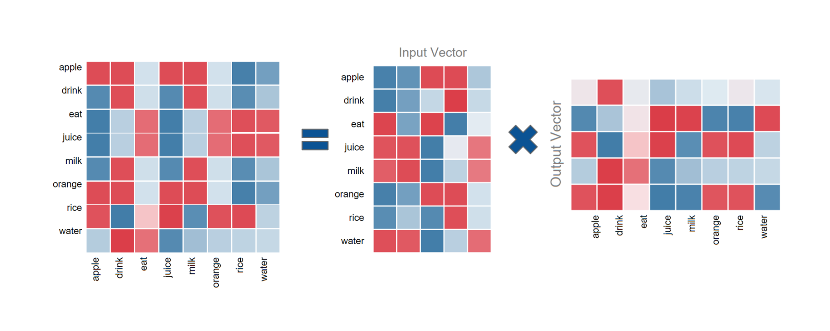 Input Vector
apple
drink
eat
juice
milk
orange
rice
water
apple
drink
eat
juice
milk
orange
rice
water
apple
drink
eat
juice
milk
orange
rice
water
Output Vector
apple
drink
eat
juice
milk
orange
rice
water